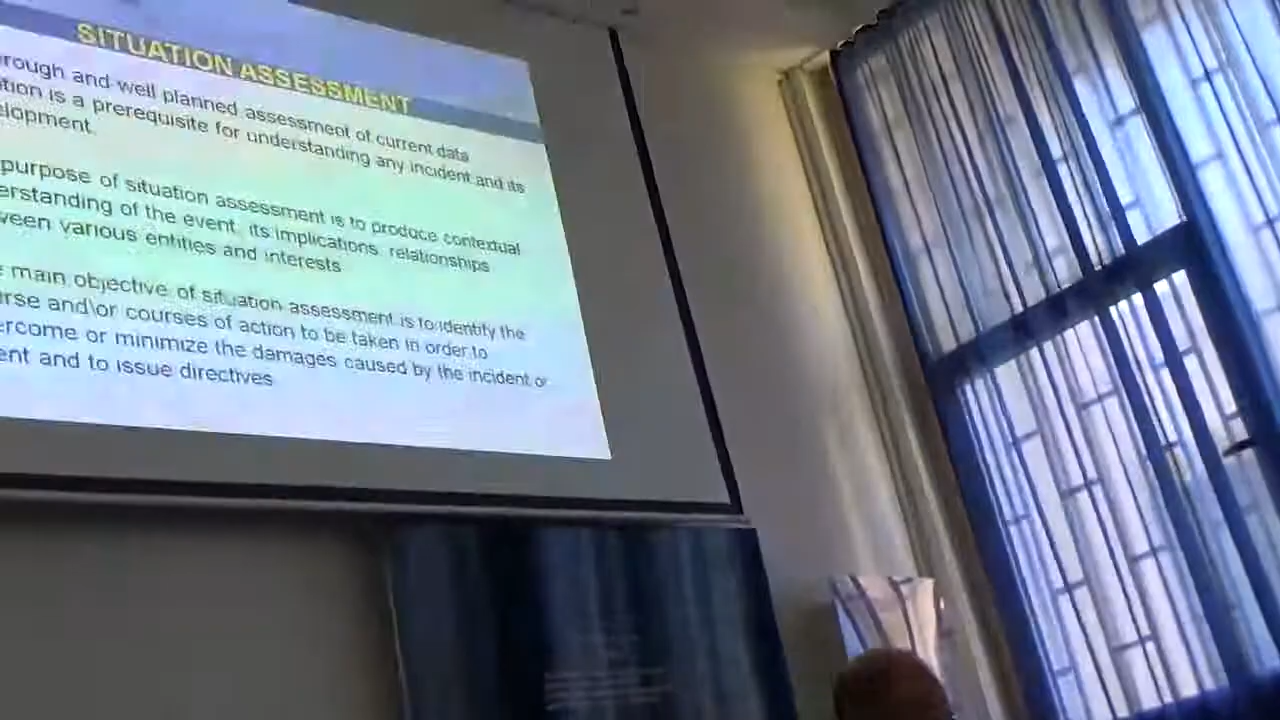 SITUATION ASSESSMENT
rough and well planned assessment of current data
tion is a prerequisite for understanding any incident and its
elopment.
purpose of situation assessment is to produce contextual
erstanding of the event, its implications, relationships
ween various entities and interests
main objective of situation assessment is to identify the
rse and\or courses of action to be taken in order to
ercome or minimize the damages caused by the incident or
ent and to issue directives